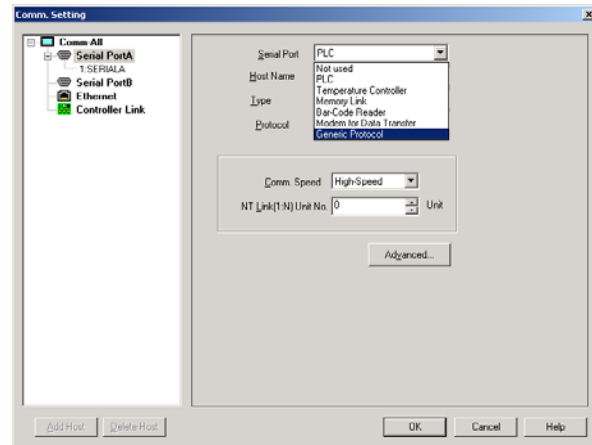 Comm. Setting
Comm-All
Serial PortA
1:SERIALA
Serial PortB
Ethernet
Controller Link
Serial Port PLC
Not used
Host Name PLC
Temperature Controller
Type Memory Link
Bar-Code Reader
Protocol Modem for Data Transfer
Generic Protocol
Comm. Speed High-Speed
NT Link(1:N) Unit No. 0 Unit
Advanced...
Add Host Delete Host OK Cancel Help